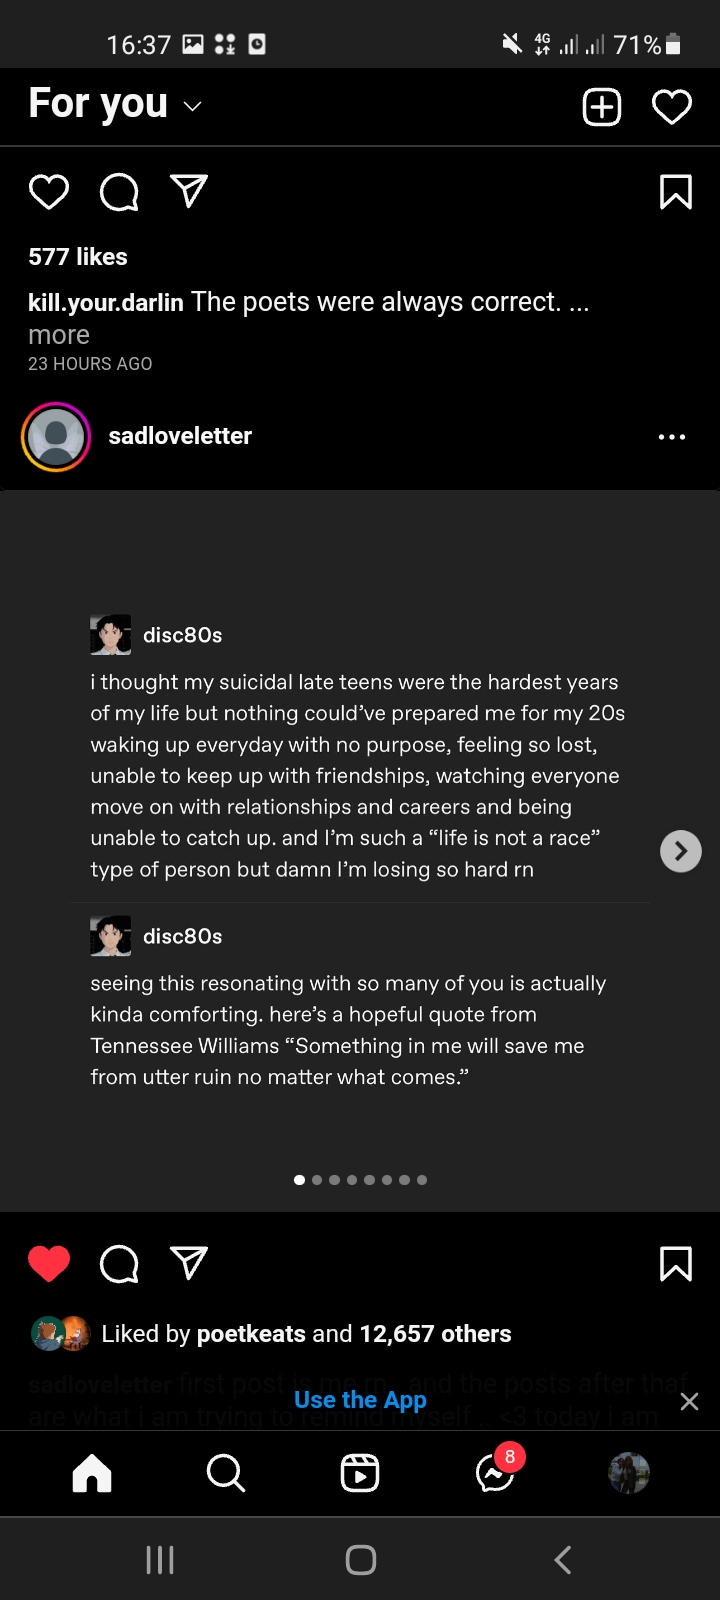 16:37 4G 71%
For you
577 likes
kill.your.darlin The poets were always correct. ...
more
23 HOURS AGO
sadloveletter
disc80s
i thought my suicidal late teens were the hardest years
of my life but nothing could've prepared me for my 20s
waking up everyday with no purpose, feeling so lost,
unable to keep up with friendships, watching everyone
move on with relationships and careers and being
unable to catch up. and I'm such a “life is not a race”
type of person but damn I'm losing so hard rn
disc80s
seeing this resonating with so many of you is actually
kinda comforting. here's a hopeful quote from
Tennessee Williams “Something in me will save me
from utter ruin no matter what comes.”
Liked by poetkeats and 12,657 others
sadloveletter first post is me rn.. and the posts after that
are what i am trying to remind myself .. <3 today i am
Use the App
8